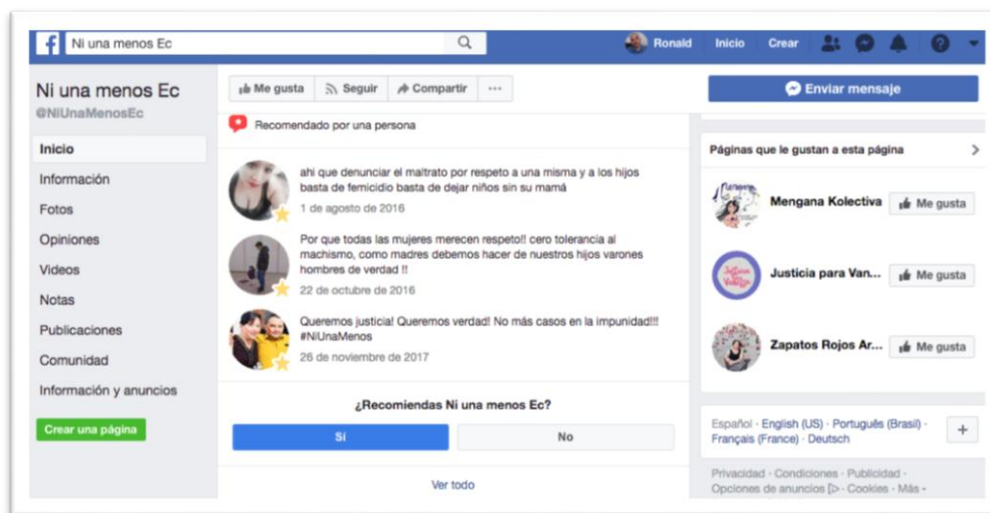 Ni una menos Ec
Ronald Inicio Crear
Ni una menos Ec
@NiUnaMenosEc
Inicio
Información
Fotos
Opiniones
Videos
Notas
Publicaciones
Comunidad
Información y anuncios
Crear una página
Me gusta Seguir Compartir ...
Recomendado por una persona
ahi que denunciar el maltrato por respeto a una misma y a los hijos
basta de femicidio basta de dejar niños sin su mamá
1 de agosto de 2016
Por que todas las mujeres merecen respeto!! cero tolerancia al
machismo, como madres debemos hacer de nuestros hijos varones
hombres de verdad !!
22 de octubre de 2016
Queremos justicia! Queremos verdad! No más casos en la impunidad!!!
#NiUnaMenos
26 de noviembre de 2017
¿Recomiendas Ni una menos Ec?
Sí No
Ver todo
Enviar mensaje
Páginas que le gustan a esta página
Mengana Kolectiva Me gusta
Justicia para Van... Me gusta
Zapatos Rojos Ar... Me gusta
Español · English (US) · Português (Brasil) ·
Français (France) · Deutsch
Privacidad · Condiciones · Publicidad ·
Opciones de anuncios · Cookies · Más